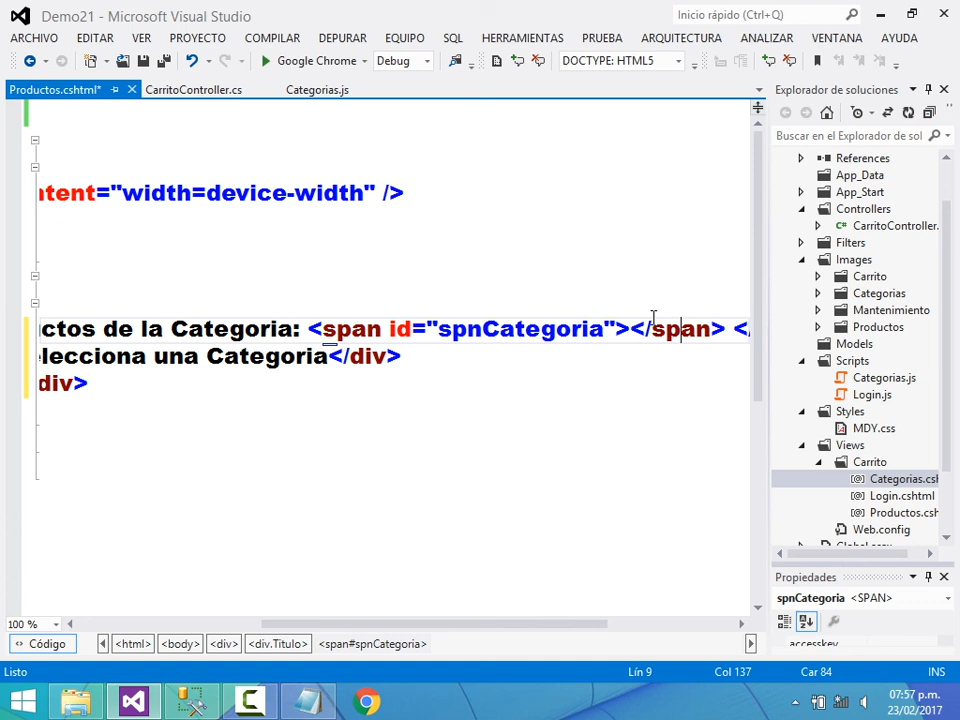 Demo21 - Microsoft Visual Studio
Inicio rápido (Ctrl+Q)
ARCHIVO EDITAR VER PROYECTO COMPILAR DEPURAR EQUIPO SQL HERRAMIENTAS PRUEBA ARQUITECTURA ANALIZAR VENTANA AYUDA
Google Chrome Debug DOCTYPE: HTML5
Productos.cshtml* CarritoController.cs Categorias.js
Explorador de soluciones
Buscar en el Explorador de sol
ntent="width=device-width" />
ctos de la Categoria: <span id="spnCategoria"></span> </
elecciona una Categoria</div>
div>
References
App_Data
App_Start
Controllers
CarritoController.
Filters
Images
Carrito
Categorias
Mantenimiento
Productos
Models
Scripts
Categorias.js
Login.js
Styles
MDY.css
Views
Carrito
Categorias.csh
Login.cshtml
Productos.csh
Web.config
Propiedades
spnCategoria <SPAN>
accesskey
100 %
Código <html> <body> <div> <div.Titulo> <span#spnCategoria>
Listo Lín 9 Col 137 Car 84 INS
07:57 p.m.
23/02/2017